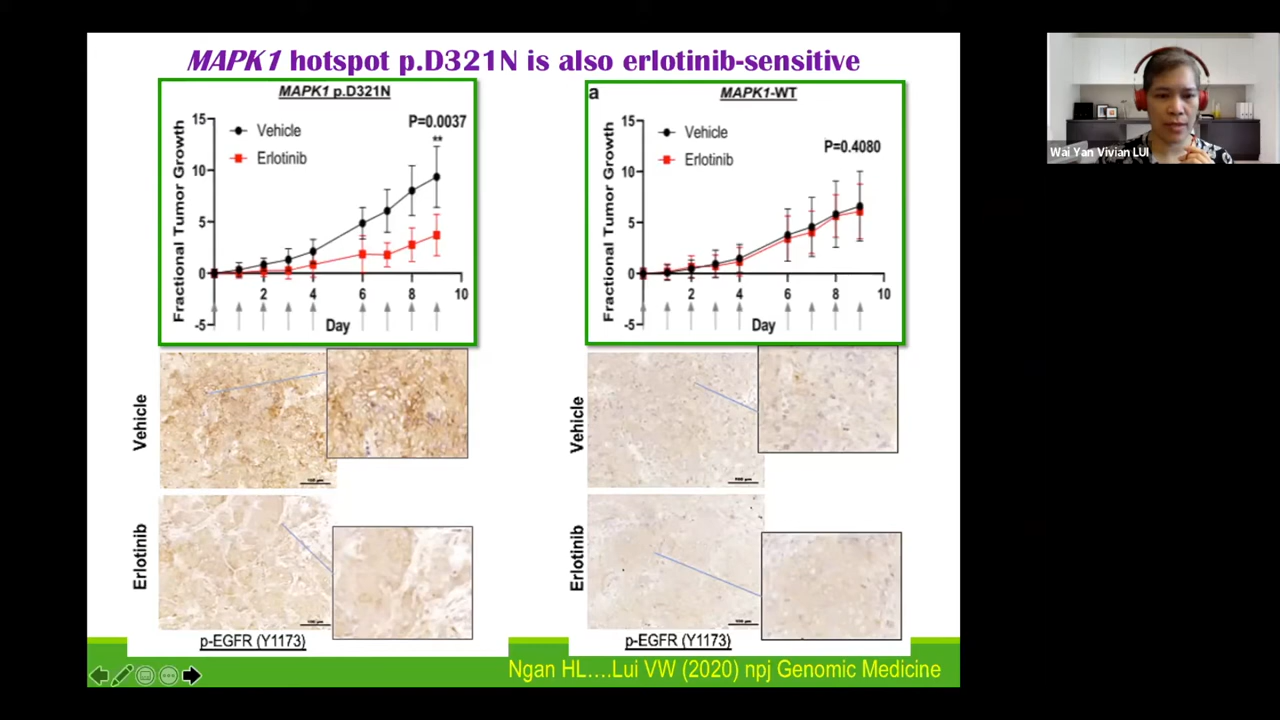 MAPK1 hotspot p.D321N is also erlotinib-sensitive
MAPK1 p.D321N
P=0.0037
**
Vehicle
Erlotinib
Fractional Tumor Growth
15
10
5
0
-5
2
4
6
8
10
Day
a
MAPK1-WT
P=0.4080
Vehicle
Erlotinib
Fractional Tumor Growth
15
10
5
0
-5
2
4
6
8
10
Day
Wai Yan Vivian LUI
Vehicle
Vehicle
Erlotinib
Erlotinib
p-EGFR (Y1173)
p-EGFR (Y1173)
Ngan HL....Lui VW (2020) npj Genomic Medicine